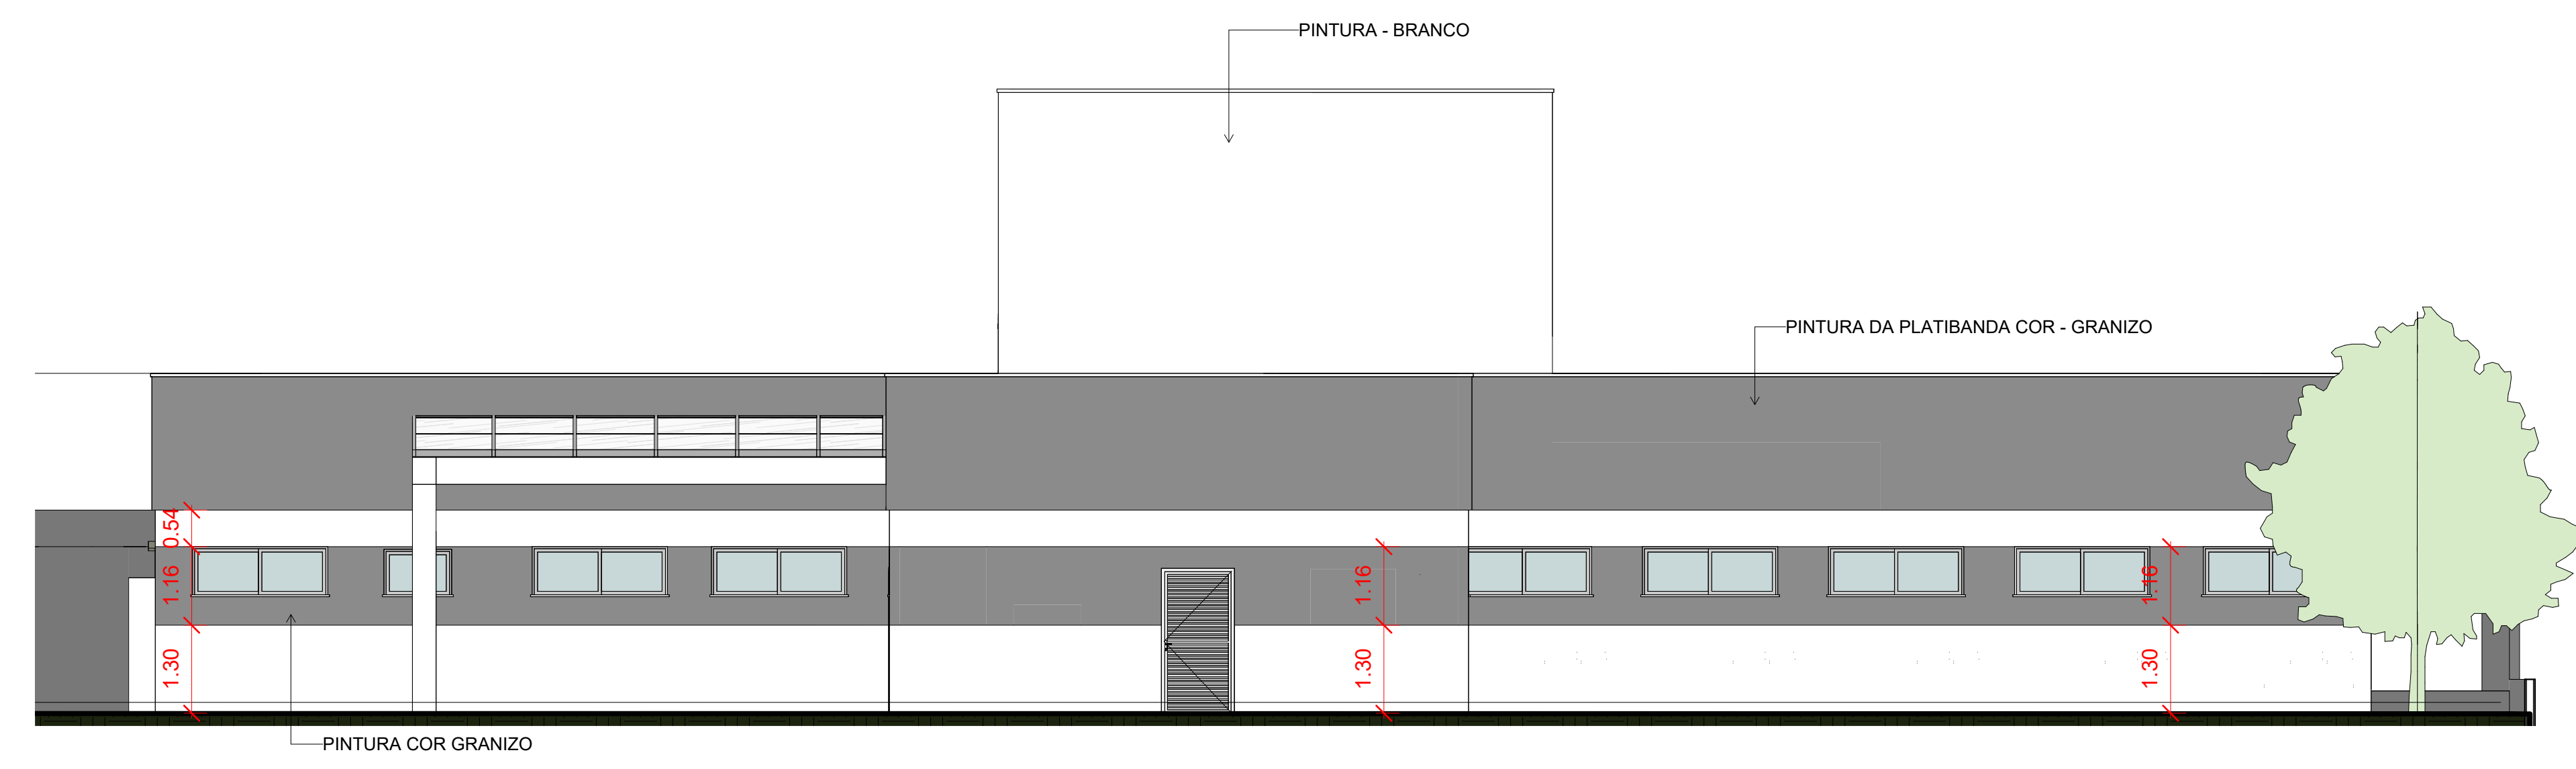 PINTURA - BRANCO
PINTURA DA PLATIBANDA COR - GRANIZO
0.54
1.16
1.16
1.16
1.30
1.30
1.30
PINTURA COR GRANIZO